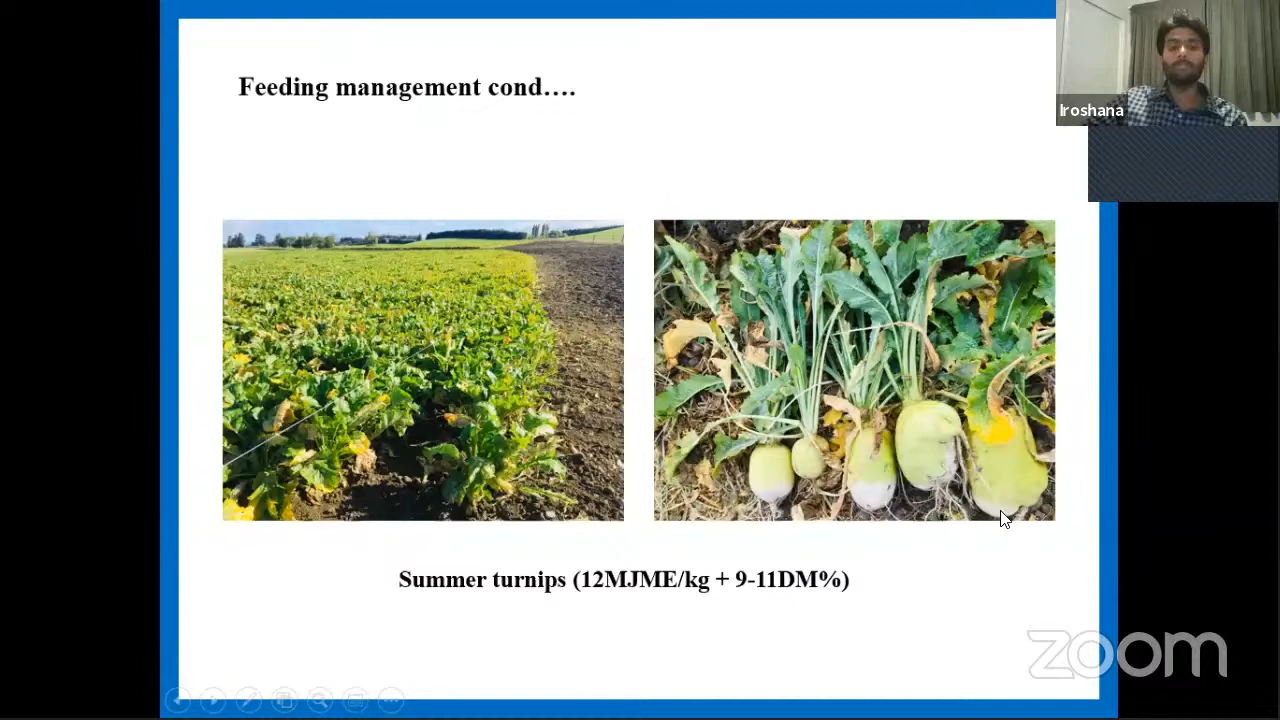 Feeding management cond….
Iroshana
Summer turnips (12MJME/kg + 9-11DM%)
zoom